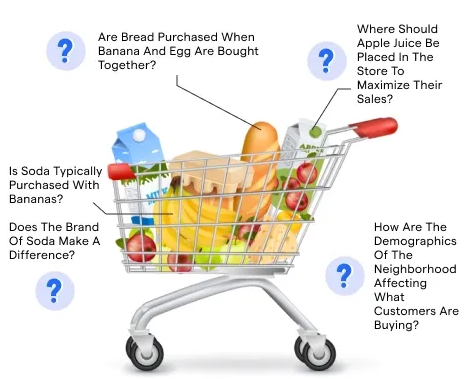 Are Bread Purchased When
Banana And Egg Are Bought
Together?
Where Should
Apple Juice Be
Placed In The
Store To
Maximize Their
Sales?
Is Soda Typically
Purchased With
Bananas?
Does The Brand
Of Soda Make A
Difference?
How Are The
Demographics
Of The
Neighborhood
Affecting
What
Customers Are
Buying?
?
?
?
?
MILK